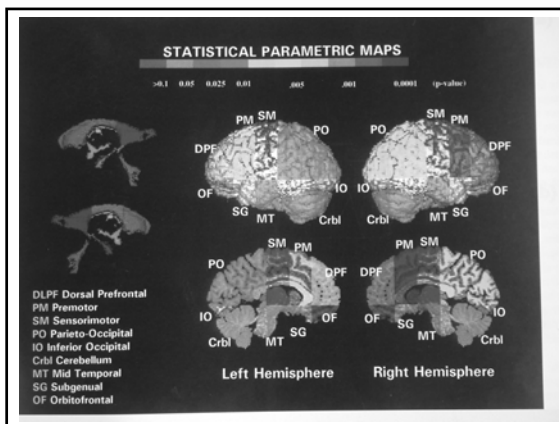 STATISTICAL PARAMETRIC MAPS
>0.1 0.05 0.025 0.01 .005 .001 0.0001 (p-value)
PM SM PO PO SM PM
DPF DPF
OF IO IO OF
SG MT Crbl Crbl MT SG
PO SM PM DPF DPF PM SM PO
IO Crbl MT SG OF OF SG MT Crbl IO
DLPF Dorsal Prefrontal
PM Premotor
SM Sensorimotor
PO Parieto-Occipital
IO Inferior Occipital
Crbl Cerebellum
MT Mid Temporal
SG Subgenual
OF Orbitofrontal
Left Hemisphere Right Hemisphere